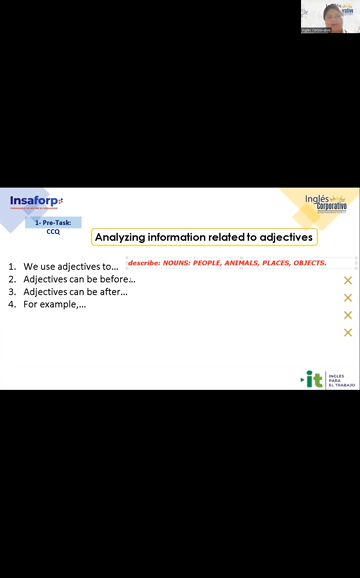 Insaforp
Inglés
Corporativo
1- Pre-Task:
CCQ
Analyzing information related to adjectives
1. We use adjectives to...
describe: NOUNS: PEOPLE, ANIMALS, PLACES, OBJECTS.
2. Adjectives can be before...
3. Adjectives can be after...
4. For example,...
it
INGLÉS
PARA
EL TRABAJO